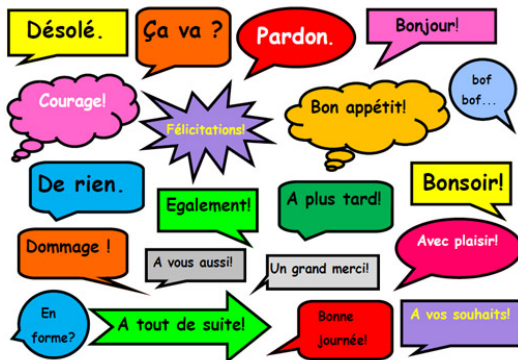 Désolé.
Ça va ?
Pardon.
Bonjour!
Courage!
Félicitations!
Bon appétit!
bof
bof...
De rien.
Egalement!
A plus tard!
Bonsoir!
Dommage !
A vous aussi!
Un grand merci!
Avec plaisir!
En
forme?
A tout de suite!
Bonne
journée!
A vos souhaits!